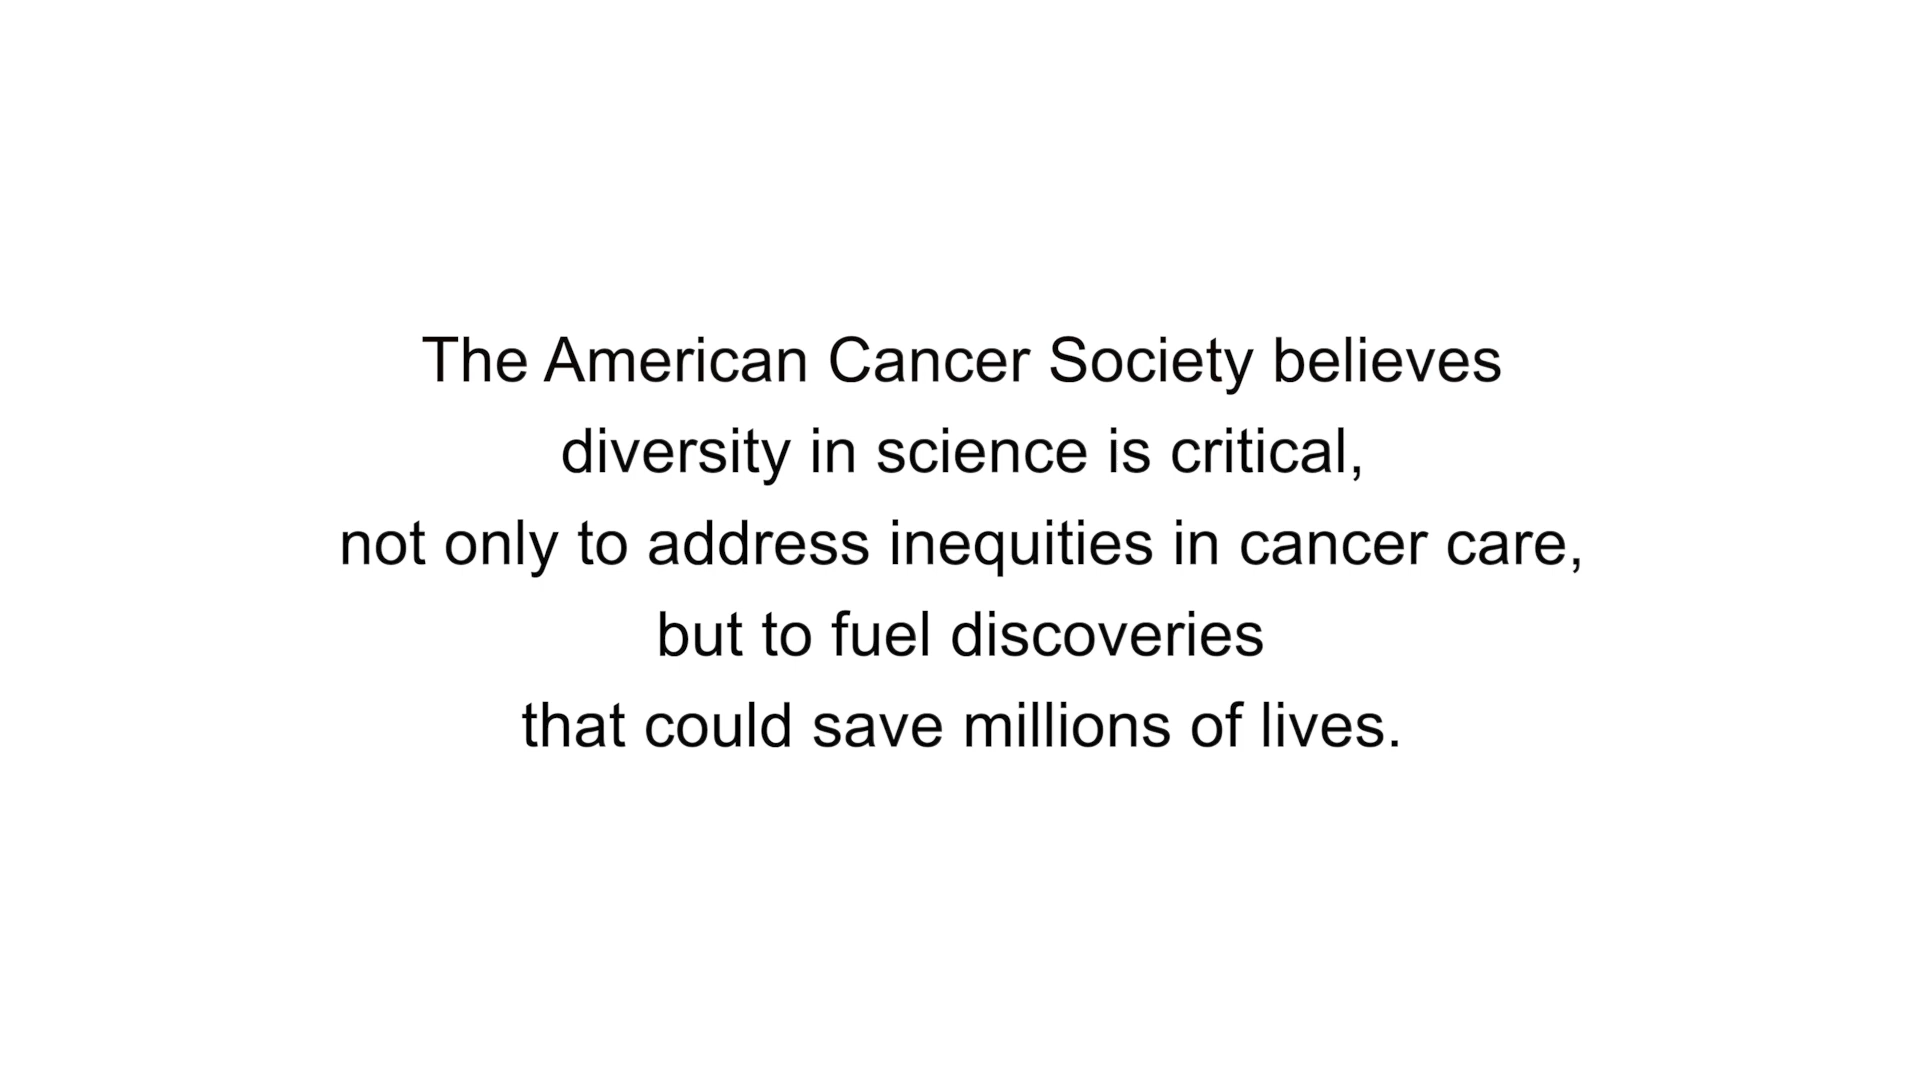 The American Cancer Society believes
diversity in science is critical,
not only to address inequities in cancer care,
but to fuel discoveries
that could save millions of lives.